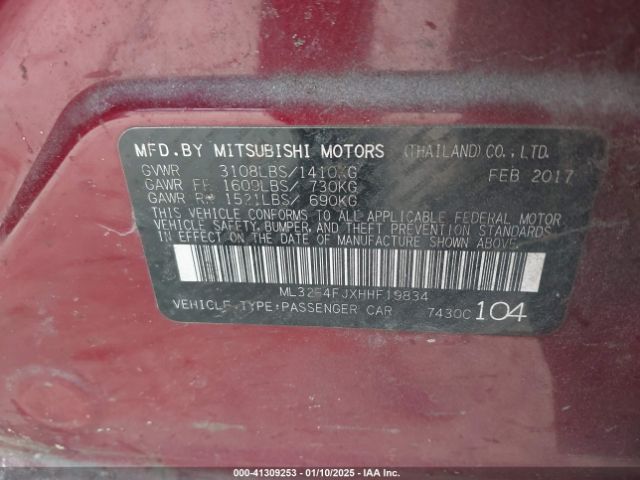 MFD.BY MITSUBISHI MOTORS (THAILAND)CO.,LTD.
GVWR 3108LBS/1410KG FEB 2017
GAWR FR 1609LBS/730KG
GAWR RR 1521LBS/690KG
THIS VEHICLE CONFORMS TO ALL APPLICABLE FEDERAL MOTOR
VEHICLE SAFETY, BUMPER, AND THEFT PREVENTION STANDARDS
IN EFFECT ON THE DATE OF MANUFACTURE SHOWN ABOVE.
ML32F4FJXHHF19834
VEHICLE-TYPE:PASSENGER CAR 7430C 104
000-41309253 - 01/10/2025 - IAA Inc.